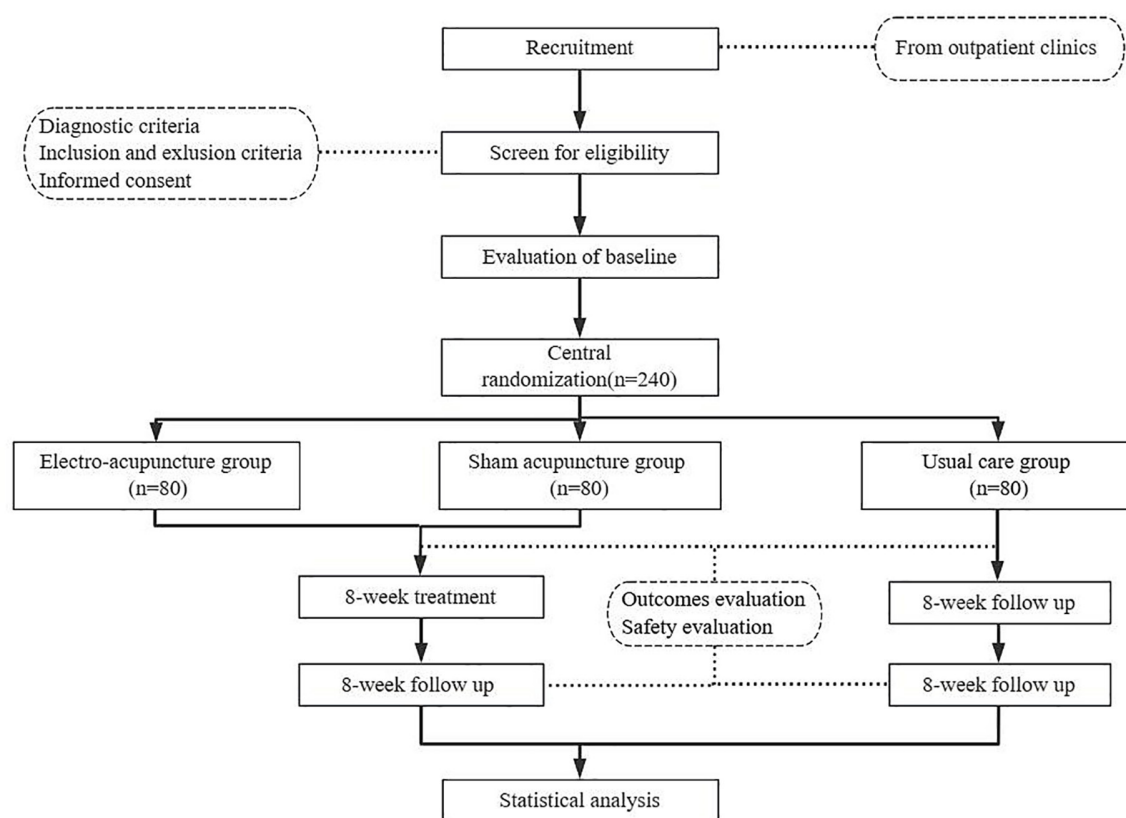 Recruitment
From outpatient clinics
Diagnostic criteria
Inclusion and exlusion criteria
Informed consent
Screen for eligibility
Evaluation of baseline
Central
randomization(n=240)
Electro-acupuncture group
(n=80)
Sham acupuncture group
(n=80)
Usual care group
(n=80)
8-week treatment
Outcomes evaluation
Safety evaluation
8-week follow up
8-week follow up
8-week follow up
Statistical analysis